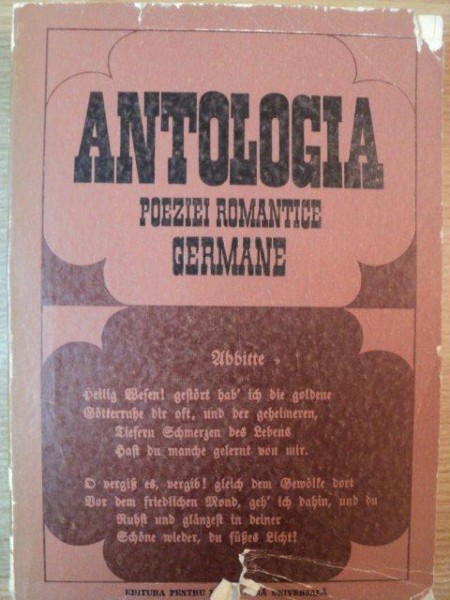 ANTOLOGIA
POEZIEI ROMANTICE
GERMANE
Abbitte
Heilig Wesen! gestört hab' ich die goldene
Götterruhe dir oft, und der geheimeren,
Tiefern Schmerzen des Lebens
Hast du manche gelernt von mir.
O vergiß es, vergib! gleich dem Gewölke dort
Vor dem friedlichen Mond, geh' ich dahin, und du
Ruhst und glänzest in deiner
Schöne wieder, du süßes Licht!
EDITURA PENTRU UNIVERSALĂ